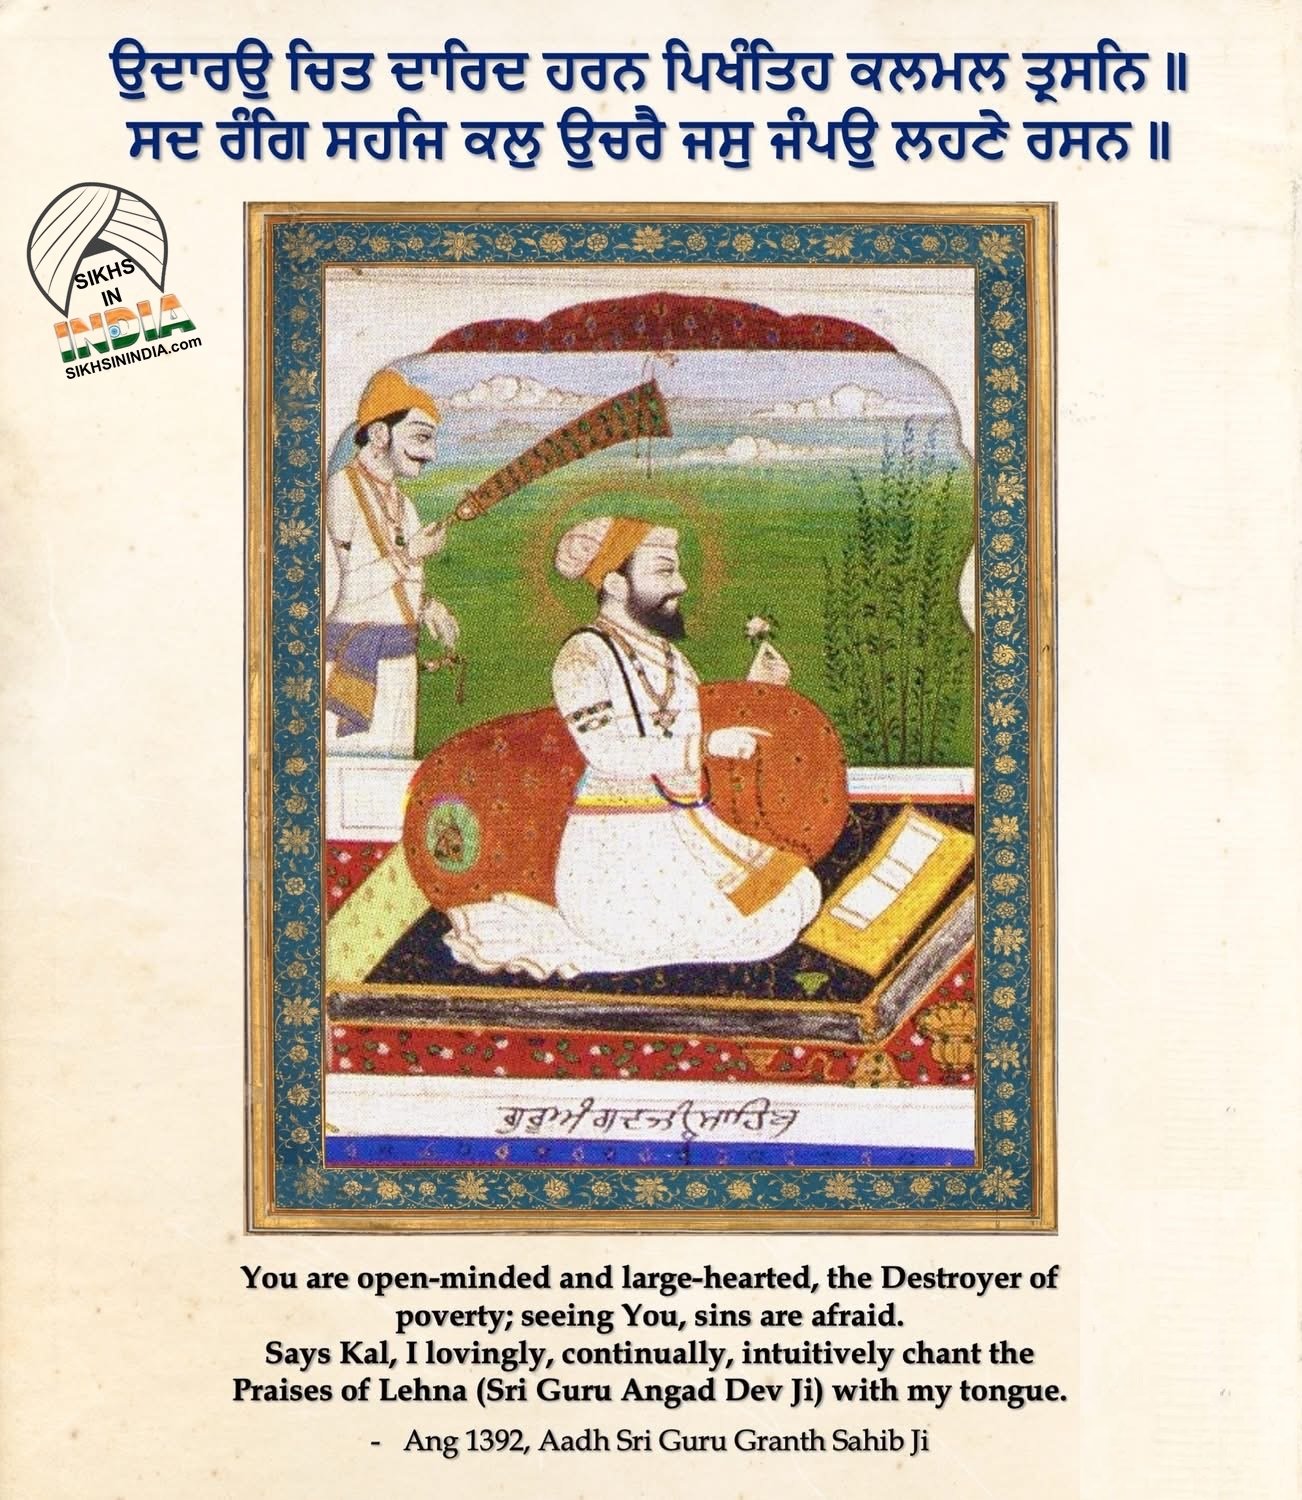 ਉਦਾਰਉ ਚਿਤ ਦਾਰਿਦ ਹਰਨ ਪਿਖੰਤਿਹ ਕਲਮਲ ਤ੍ਰਸਨਿ ॥
ਸਦ ਰੰਗਿ ਸਹਜਿ ਕਲੁ ਉਚਰੈ ਜਸੁ ਜੰਪਉ ਲਹਣੇ ਰਸਨ ॥
SIKHS
IN
INDIA
SIKHSININDIA.com
ਗੁਰੂਅੰਗਦਜੀਸਾਹਿਬ
You are open-minded and large-hearted, the Destroyer of
poverty; seeing You, sins are afraid.
Says Kal, I lovingly, continually, intuitively chant the
Praises of Lehna (Sri Guru Angad Dev Ji) with my tongue.
- Ang 1392, Aadh Sri Guru Granth Sahib Ji